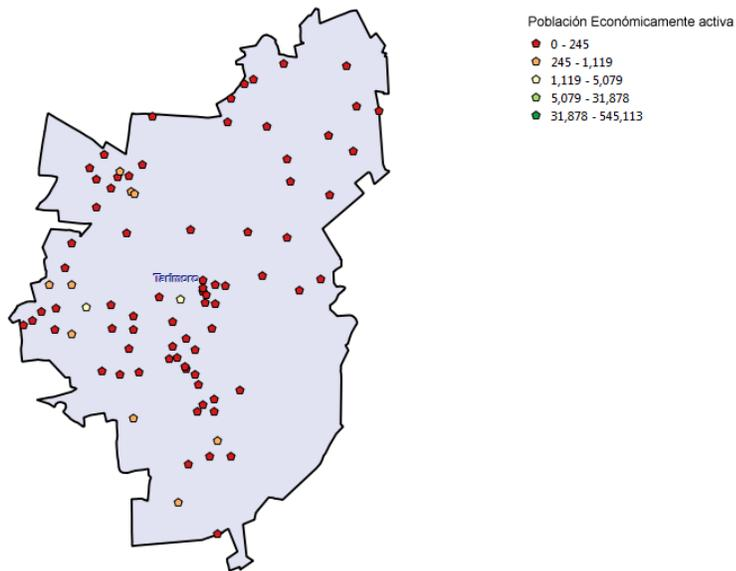 Población Económicamente activa
0 - 245
245 - 1,119
1,119 - 5,079
5,079 - 31,878
31,878 - 545,113
Tarimoro